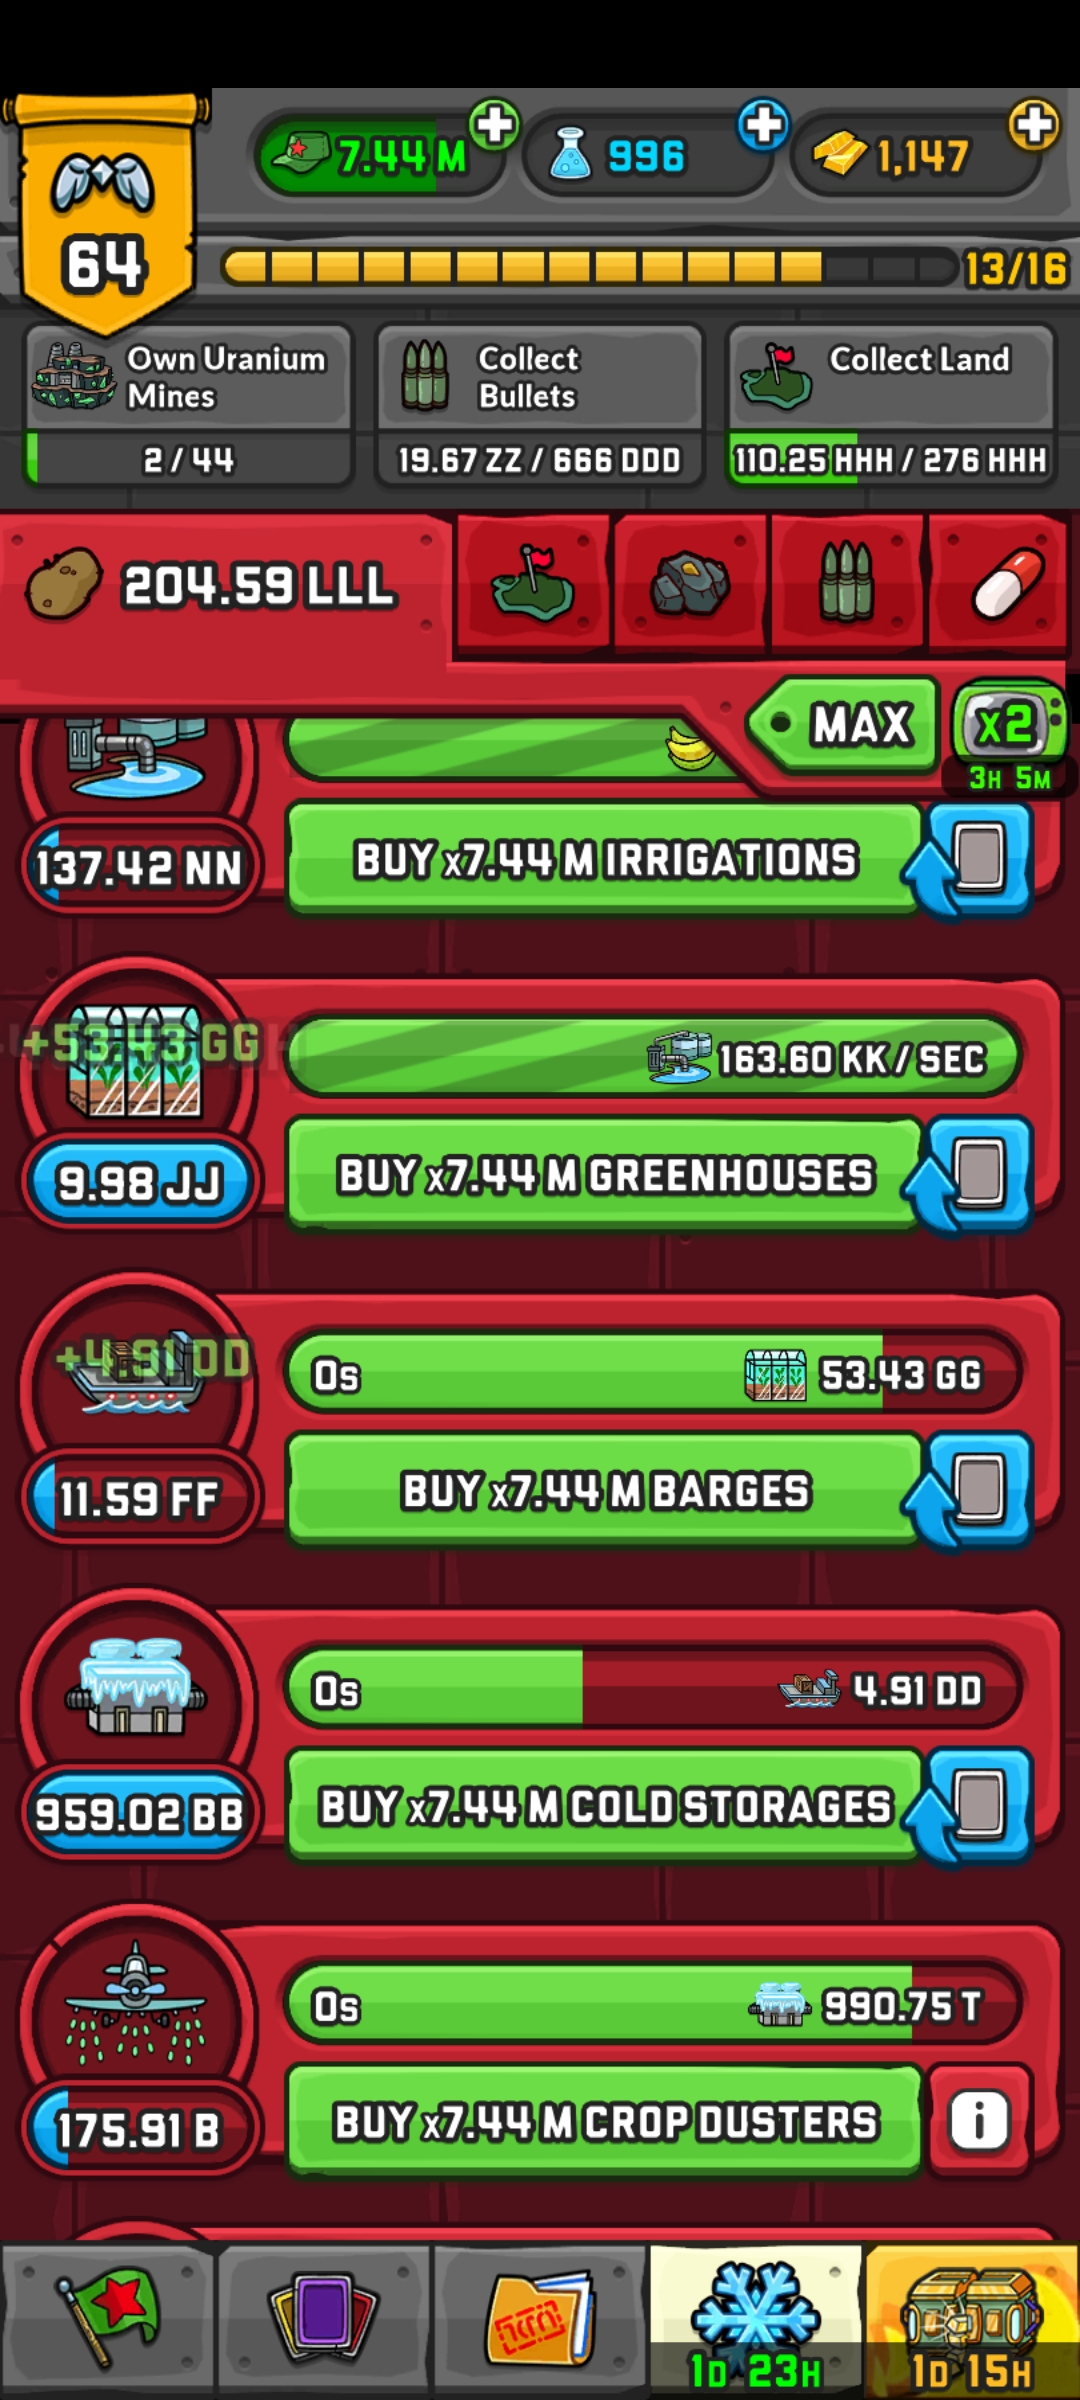 7.44 M
996
1,147
64
13/16
Own Uranium
Mines
2 / 44
Collect
Bullets
19.67 ZZ / 666 DDD
Collect Land
110.25 HHH / 276 HHH
204.59 LLL
MAX
x2
3H 5M
137.42 NN
BUY x7.44 M IRRIGATIONS
+53.43 GG
163.60 KK / SEC
9.98 JJ
BUY x7.44 M GREENHOUSES
+4.91 DD
0s
53.43 GG
11.59 FF
BUY x7.44 M BARGES
0s
4.91 DD
959.02 BB
BUY x7.44 M COLD STORAGES
0s
990.75 T
175.91 B
BUY x7.44 M CROP DUSTERS
i
1D 23H
1D 15H